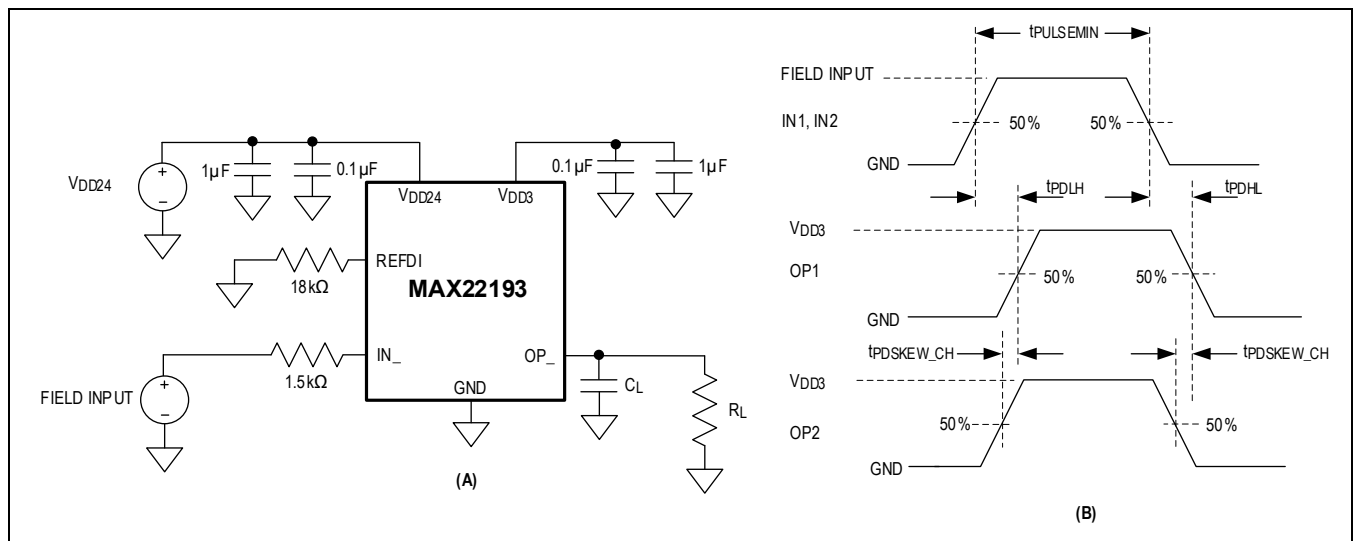 VDD24
1µF
0.1µF
0.1µF
1µF
VDD24
VDD3
REFDI
18kΩ
MAX22193
IN_
OP_
1.5kΩ
GND
CL
RL
FIELD INPUT
(A)
tPULSEMIN
FIELD INPUT
IN1, IN2
50%
50%
GND
tPDLH
tPDHL
VDD3
OP1
50%
50%
GND
tPDSKEW_CH
tPDSKEW_CH
VDD3
OP2
50%
50%
GND
(B)